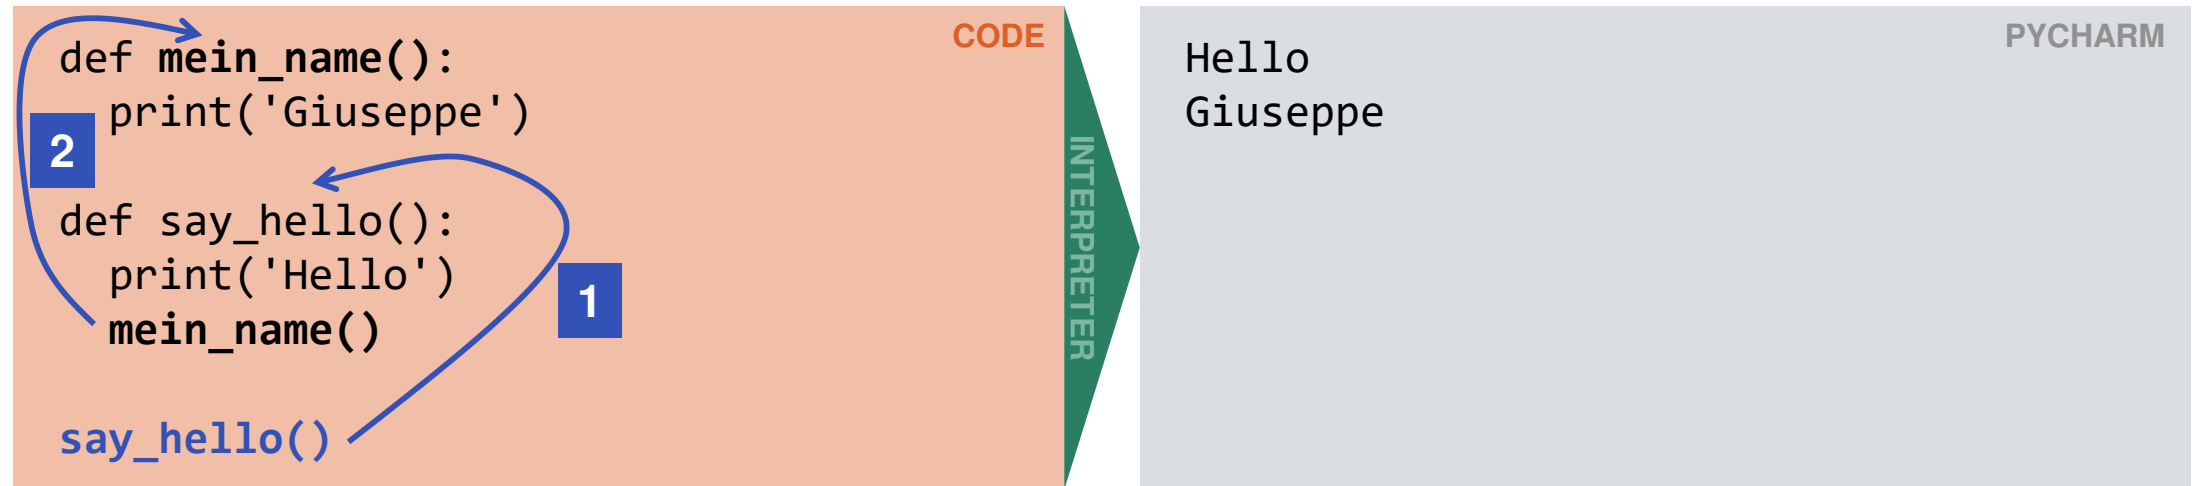 CODE
def mein_name():
  print('Giuseppe')
2
def say_hello():
  print('Hello')
1
  mein_name()
say_hello()
INTERPRETER
PYCHARM
Hello
Giuseppe